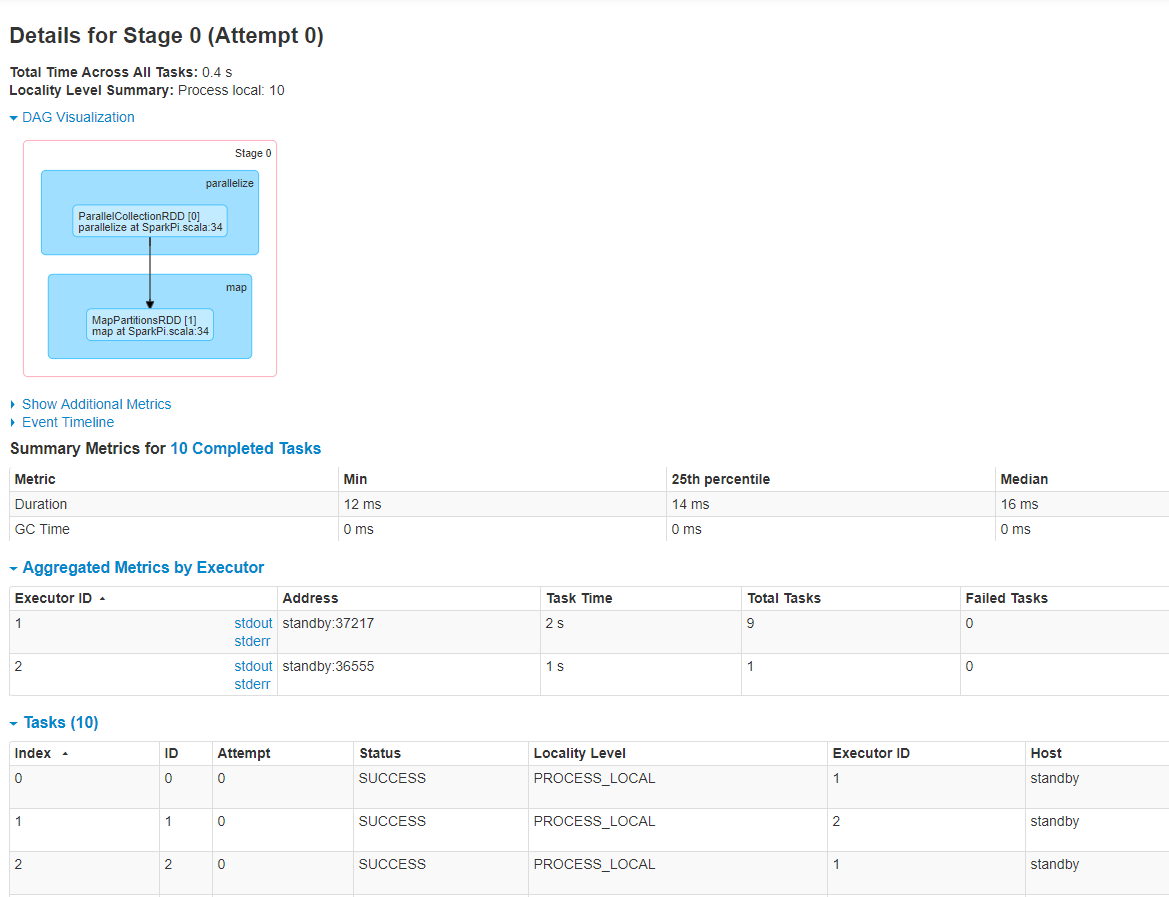 Details for Stage 0 (Attempt 0)
Total Time Across All Tasks: 0.4 s
Locality Level Summary: Process local: 10
DAG Visualization
Stage 0
parallelize
ParallelCollectionRDD [0]
parallelize at SparkPi.scala:34
map
MapPartitionsRDD [1]
map at SparkPi.scala:34
Show Additional Metrics
Event Timeline
Summary Metrics for 10 Completed Tasks
Metric Min 25th percentile Median
Duration 12 ms 14 ms 16 ms
GC Time 0 ms 0 ms 0 ms
Aggregated Metrics by Executor
Executor ID Address Task Time Total Tasks Failed Tasks
1 stdout standby:37217 2 s 9 0
stderr
2 stdout standby:36555 1 s 1 0
stderr
Tasks (10)
Index ID Attempt Status Locality Level Executor ID Host
0 0 0 SUCCESS PROCESS_LOCAL 1 standby
1 1 0 SUCCESS PROCESS_LOCAL 2 standby
2 2 0 SUCCESS PROCESS_LOCAL 1 standby